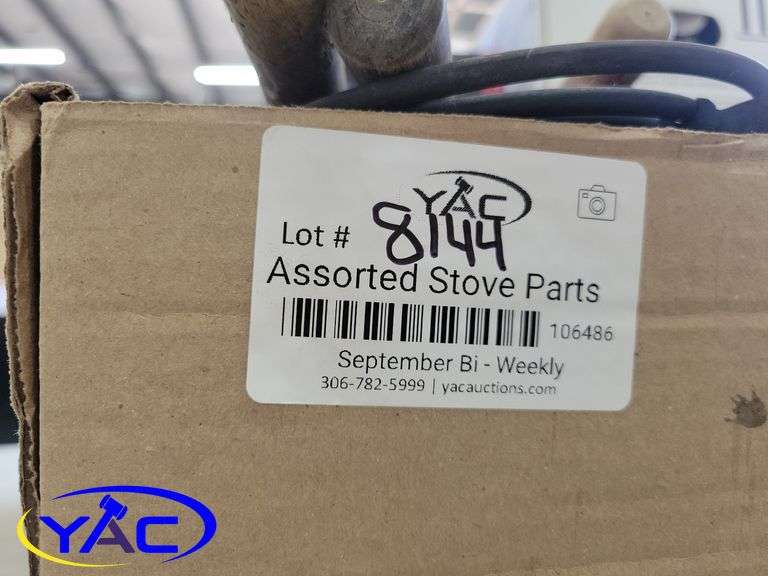 YAC
Lot # 8144
Assorted Stove Parts
106486
September Bi - Weekly
306-782-5999 | yacauctions.com
YAC